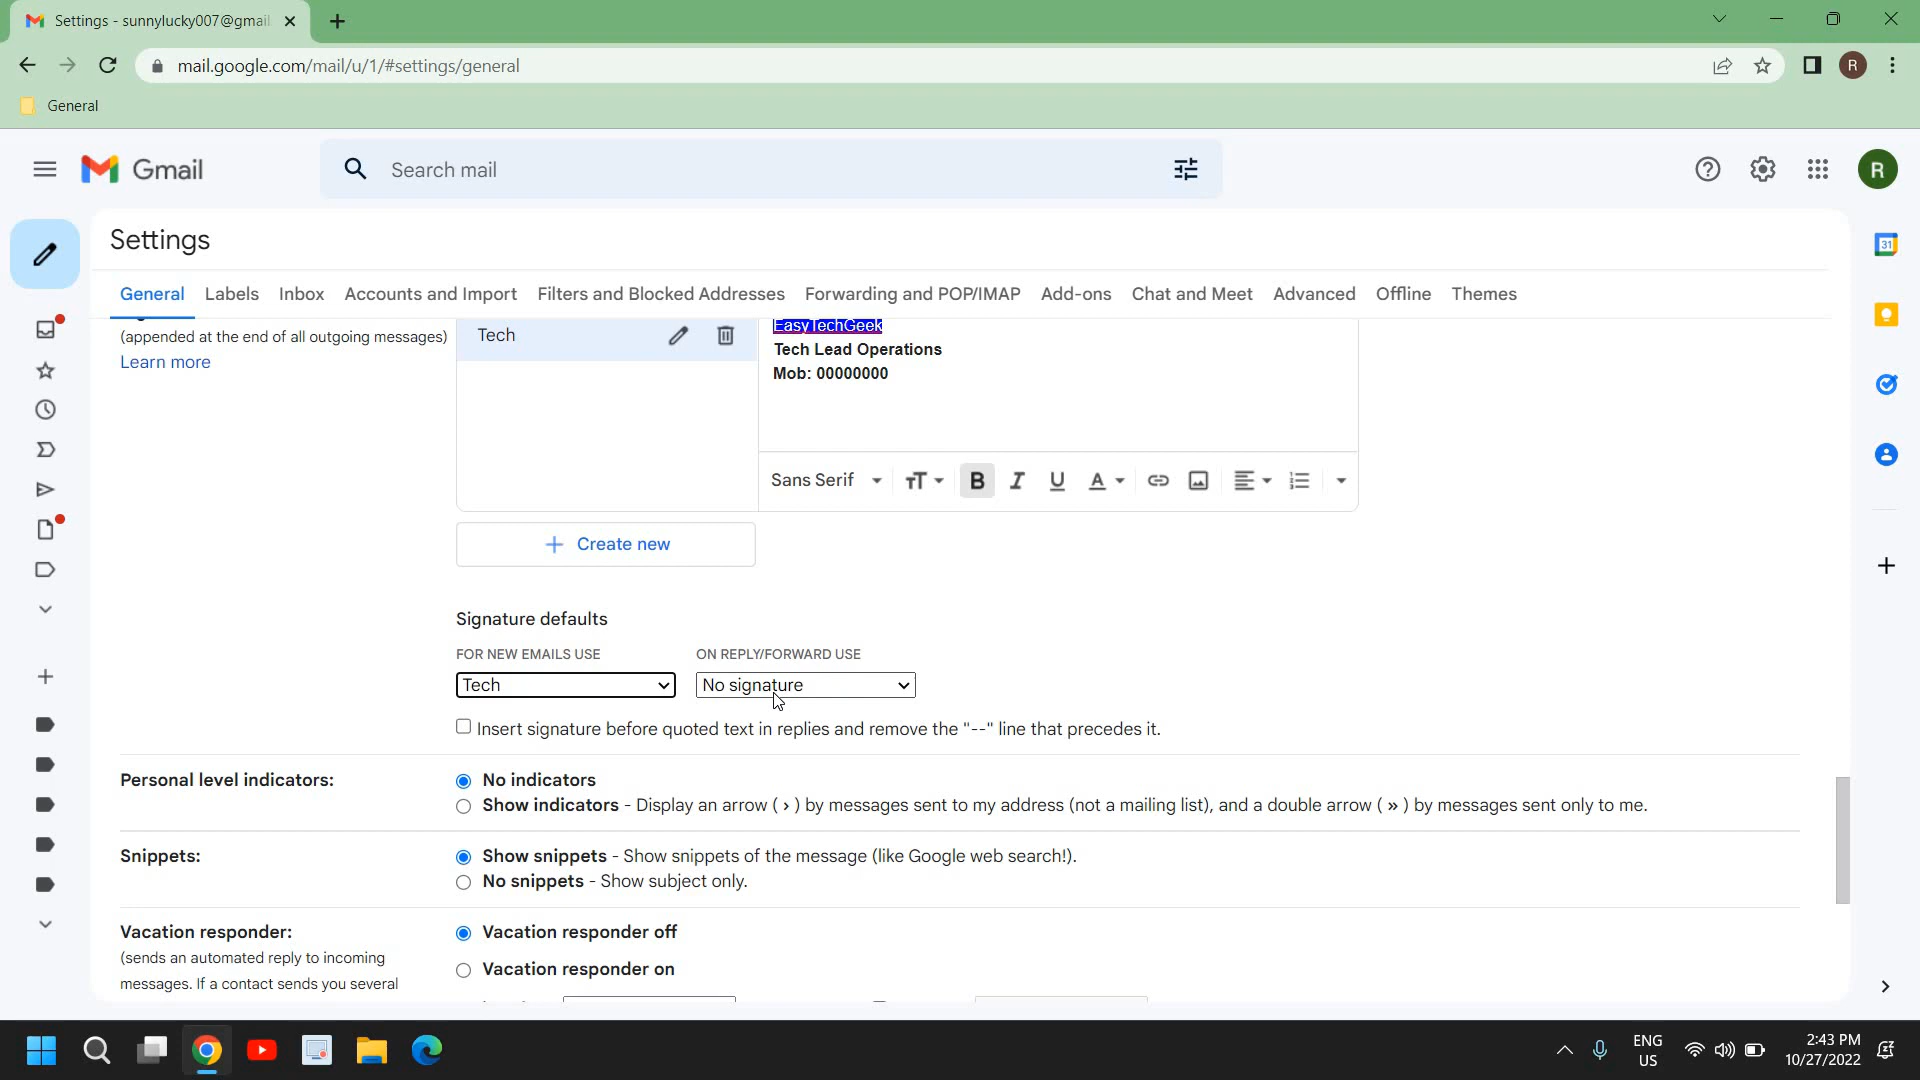 Settings - sunnylucky007@gmail
mail.google.com/mail/u/1/#settings/general
R
General
Gmail
Search mail
R
Settings
General Labels Inbox Accounts and Import Filters and Blocked Addresses Forwarding and POP/IMAP Add-ons Chat and Meet Advanced Offline Themes
31
(appended at the end of all outgoing messages)
Learn more
Tech
EasyTechGeek
Tech Lead Operations
Mob: 00000000
Sans Serif
B I U A
+ Create new
Signature defaults
FOR NEW EMAILS USE ON REPLY/FORWARD USE
Tech No signature
Insert signature before quoted text in replies and remove the "--" line that precedes it.
Personal level indicators:
No indicators
Show indicators - Display an arrow ( › ) by messages sent to my address (not a mailing list), and a double arrow ( » ) by messages sent only to me.
Snippets:
Show snippets - Show snippets of the message (like Google web search!).
No snippets - Show subject only.
Vacation responder:
(sends an automated reply to incoming
messages. If a contact sends you several
Vacation responder off
Vacation responder on
ENG
US
2:43 PM
10/27/2022